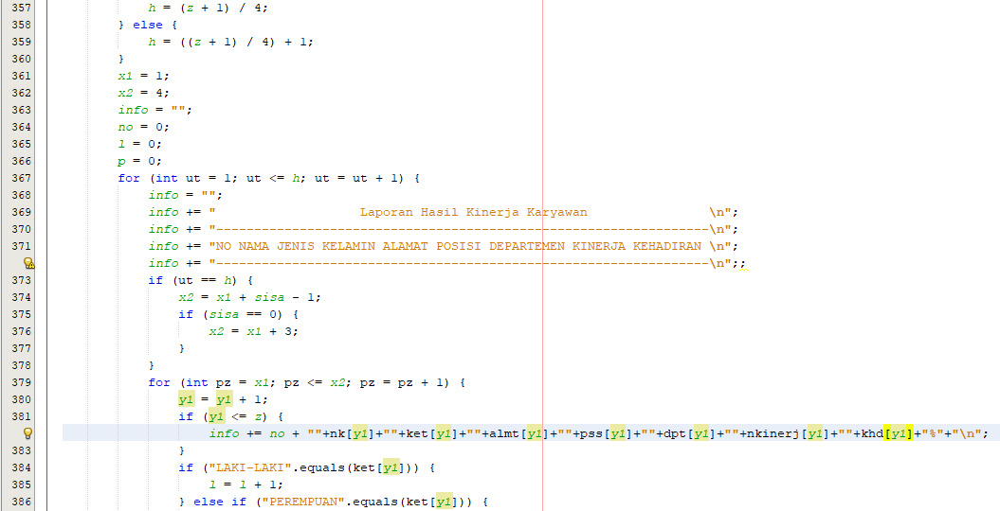 357 h = (z + 1) / 4;
358 } else {
359 h = ((z + 1) / 4) + 1;
360 }
361 x1 = 1;
362 x2 = 4;
363 info = "";
364 no = 0;
365 l = 0;
366 p = 0;
367 for (int ut = 1; ut <= h; ut = ut + 1) {
368 info = "";
369 info += "                   Laporan Hasil Kinerja Karyawan                \n";
370 info += "-----------------------------------------------------------------\n";
371 info += "NO NAMA JENIS KELAMIN ALAMAT POSISI DEPARTEMEN KINERJA KEHADIRAN \n";
info += "-----------------------------------------------------------------\n";;
373 if (ut == h) {
374 x2 = x1 + sisa - 1;
375 if (sisa == 0) {
376 x2 = x1 + 3;
377 }
378 }
379 for (int pz = x1; pz <= x2; pz = pz + 1) {
380 y1 = y1 + 1;
381 if (y1 <= z) {
info += no + ""+nk[y1]+""+ket[y1]+""+almt[y1]+""+pss[y1]+""+dpt[y1]+""+nkinerj[y1]+""+khd[y1]+"%"+"\n";
383 }
384 if ("LAKI-LAKI".equals(ket[y1])) {
385 l = l + 1;
386 } else if ("PEREMPUAN".equals(ket[y1])) {